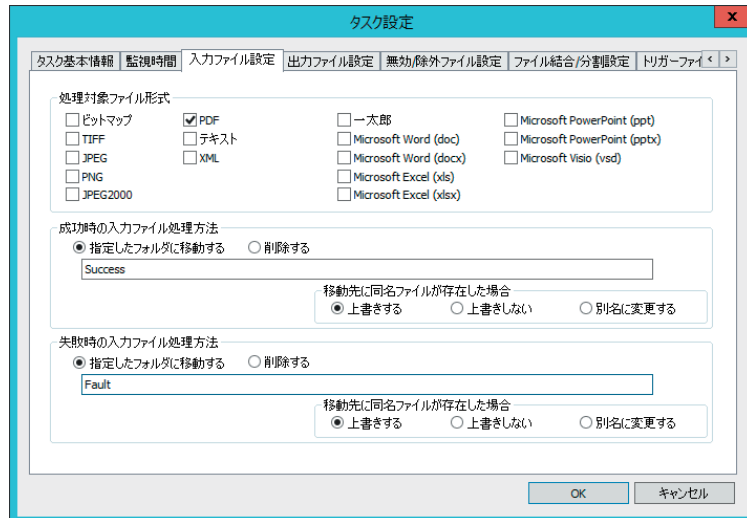 タスク設定
x
タスク基本情報 監視時間 入力ファイル設定 出力ファイル設定 無効/除外ファイル設定 ファイル結合/分割設定 トリガーファイ < >
処理対象ファイル形式
ビットマップ PDF 一太郎 Microsoft PowerPoint (ppt)
TIFF テキスト Microsoft Word (doc) Microsoft PowerPoint (pptx)
JPEG XML Microsoft Word (docx) Microsoft Visio (vsd)
PNG Microsoft Excel (xls)
JPEG2000 Microsoft Excel (xlsx)
成功時の入力ファイル処理方法
指定したフォルダに移動する 削除する
Success
移動先に同名ファイルが存在した場合
上書きする 上書きしない 別名に変更する
失敗時の入力ファイル処理方法
指定したフォルダに移動する 削除する
Fault
移動先に同名ファイルが存在した場合
上書きする 上書きしない 別名に変更する
OK キャンセル